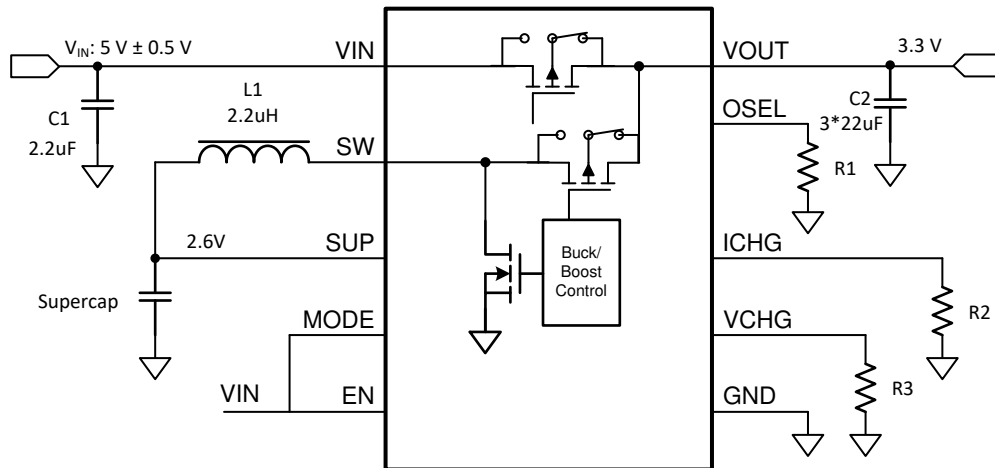 V_IN: 5 V ± 0.5 V
VIN
VOUT
3.3 V
C1
2.2uF
L1
2.2uH
SW
OSEL
C2
3*22uF
R1
2.6V
SUP
Supercap
Buck/
Boost
Control
ICHG
R2
MODE
VCHG
R3
VIN
EN
GND